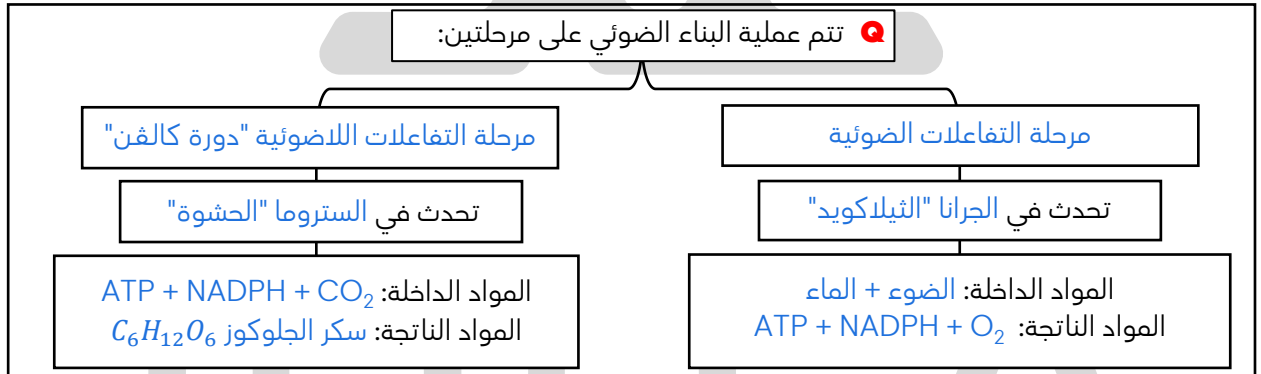 Q تتم عملية البناء الضوئي على مرحلتين:
مرحلة التفاعلات الضوئية
تحدث في الجرانا "الثيلاكويد"
المواد الداخلة: الضوء + الماء
المواد الناتجة: ATP + NADPH + O₂
مرحلة التفاعلات اللاضوئية "دورة كالڤن"
تحدث في الستروما "الحشوة"
المواد الداخلة: ATP + NADPH + CO₂
المواد الناتجة: سكر الجلوكوز C₆H₁₂O₆